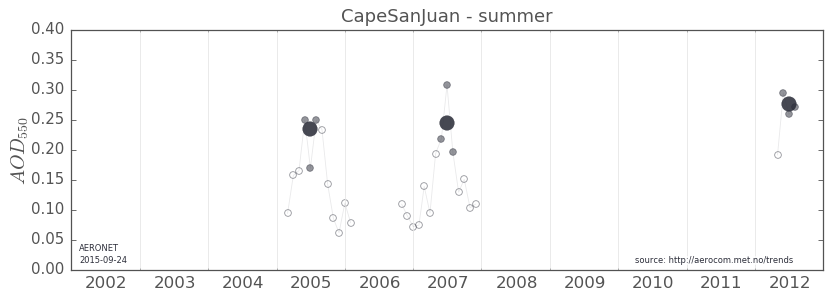 CapeSanJuan - summer
0.40
0.35
0.30
0.25
0.20
0.15
0.10
0.05
0.00
AOD550
AERONET
2015-09-24
source: http://aerocom.met.no/trends
2002 2003 2004 2005 2006 2007 2008 2009 2010 2011 2012